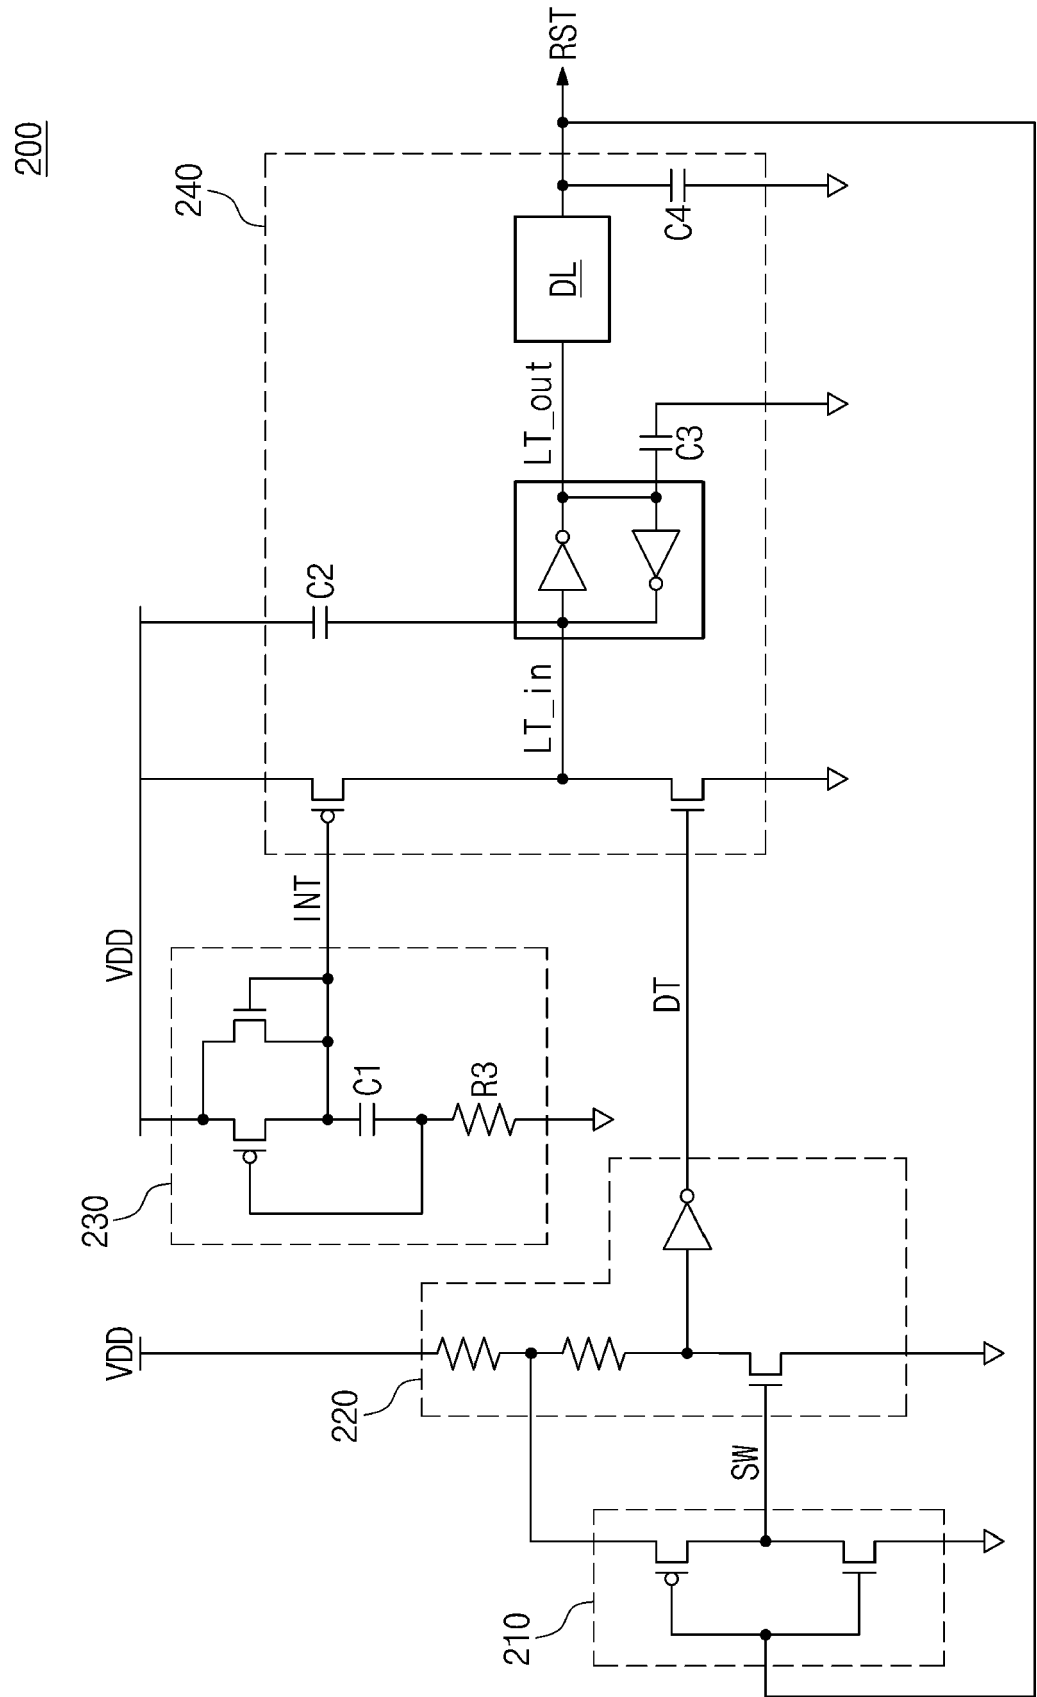 200
VDD
VDD
210
220
230
240
SW
DT
INT
C1
R3
C2
LT_in
LT_out
C3
DL
C4
RST